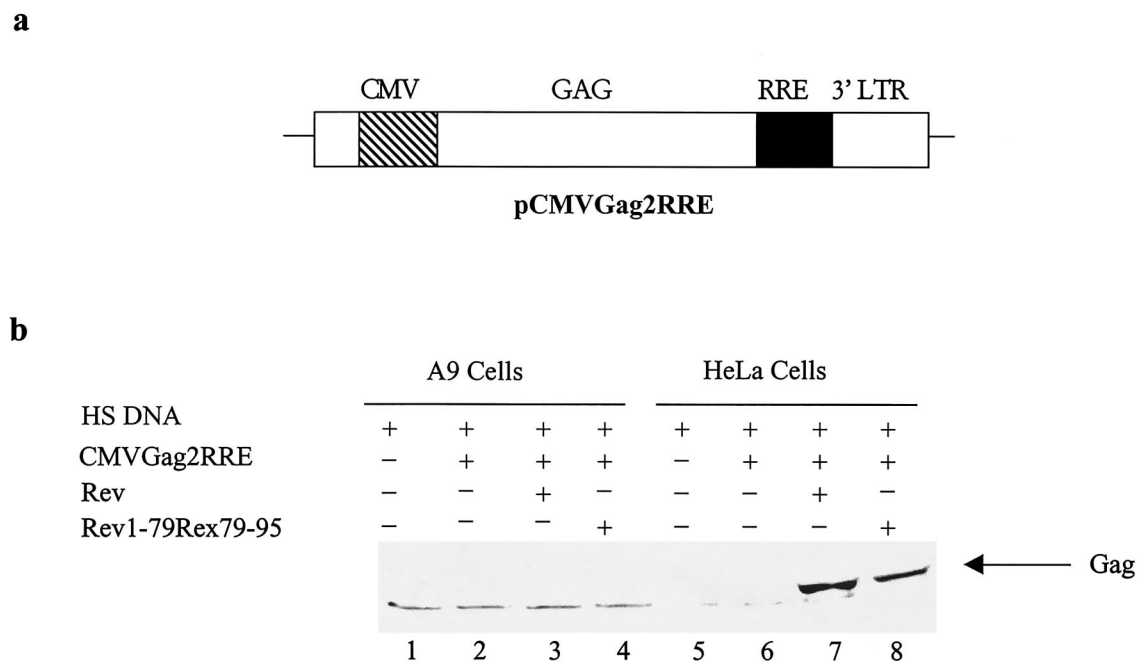 a
CMV GAG RRE 3' LTR
pCMVGag2RRE
b
A9 Cells HeLa Cells
HS DNA + + + + + + + +
CMVGag2RRE − + + + − + + +
Rev − − + − − − + −
Rev1-79Rex79-95 − − − + − − − +
Gag
1 2 3 4 5 6 7 8